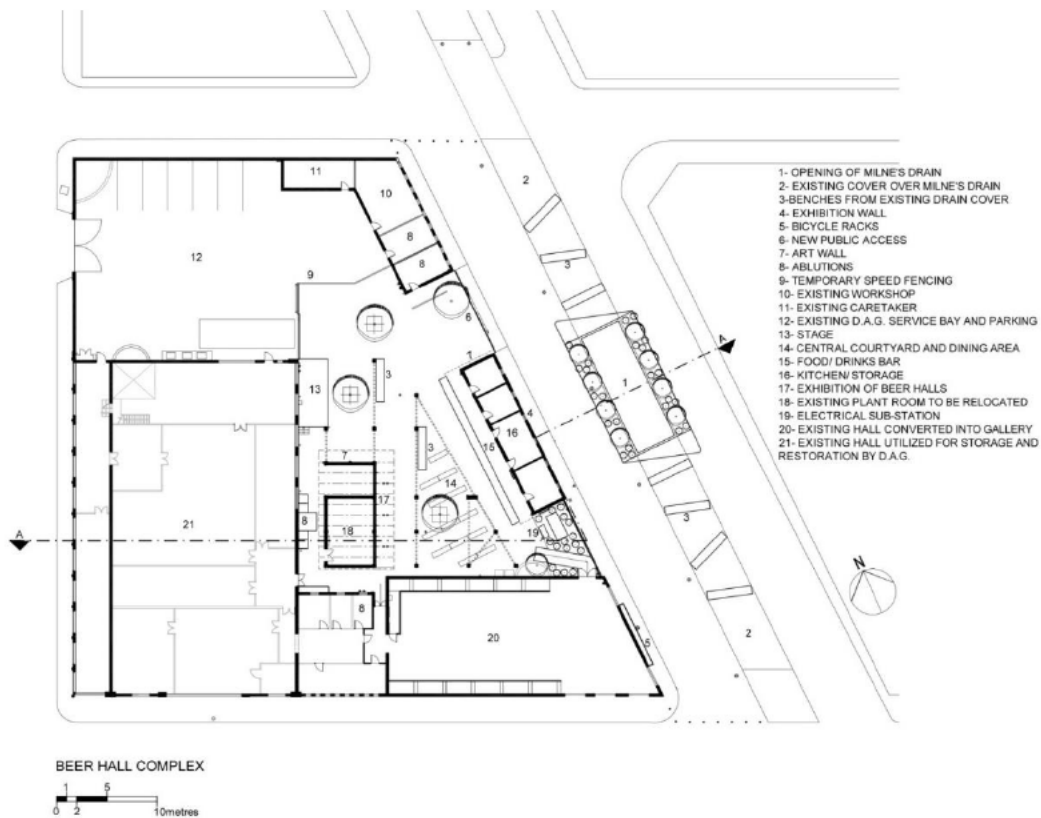 2
11
10
8
8
12
9
3
6
1- OPENING OF MILNE'S DRAIN
2- EXISTING COVER OVER MILNE'S DRAIN
3-BENCHES FROM EXISTING DRAIN COVER
4- EXHIBITION WALL
5- BICYCLE RACKS
6- NEW PUBLIC ACCESS
7- ART WALL
8- ABLUTIONS
9- TEMPORARY SPEED FENCING
10- EXISTING WORKSHOP
11- EXISTING CARETAKER
12- EXISTING D.A.G. SERVICE BAY AND PARKING
13- STAGE
14- CENTRAL COURTYARD AND DINING AREA
15- FOOD/ DRINKS BAR
16- KITCHEN/ STORAGE
17- EXHIBITION OF BEER HALLS
18- EXISTING PLANT ROOM TO BE RELOCATED
19- ELECTRICAL SUB-STATION
20- EXISTING HALL CONVERTED INTO GALLERY
21- EXISTING HALL UTILIZED FOR STORAGE AND
RESTORATION BY D.A.G.
A
7
13
3
1
4
3
15
16
7
14
17
3
21
8
18
19
A
N
8
20
5
2
BEER HALL COMPLEX
1 5
0 2 10metres